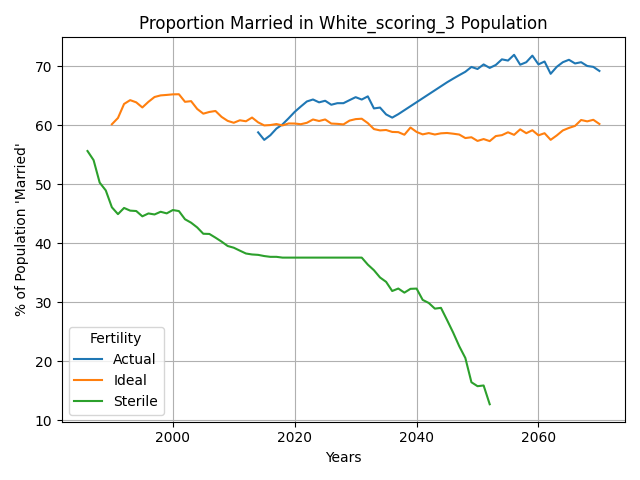 Proportion Married in White_scoring_3 Population
% of Population 'Married'
70
60
50
40
30
20
10
Fertility
Actual
Ideal
Sterile
2000 2020 2040 2060
Years